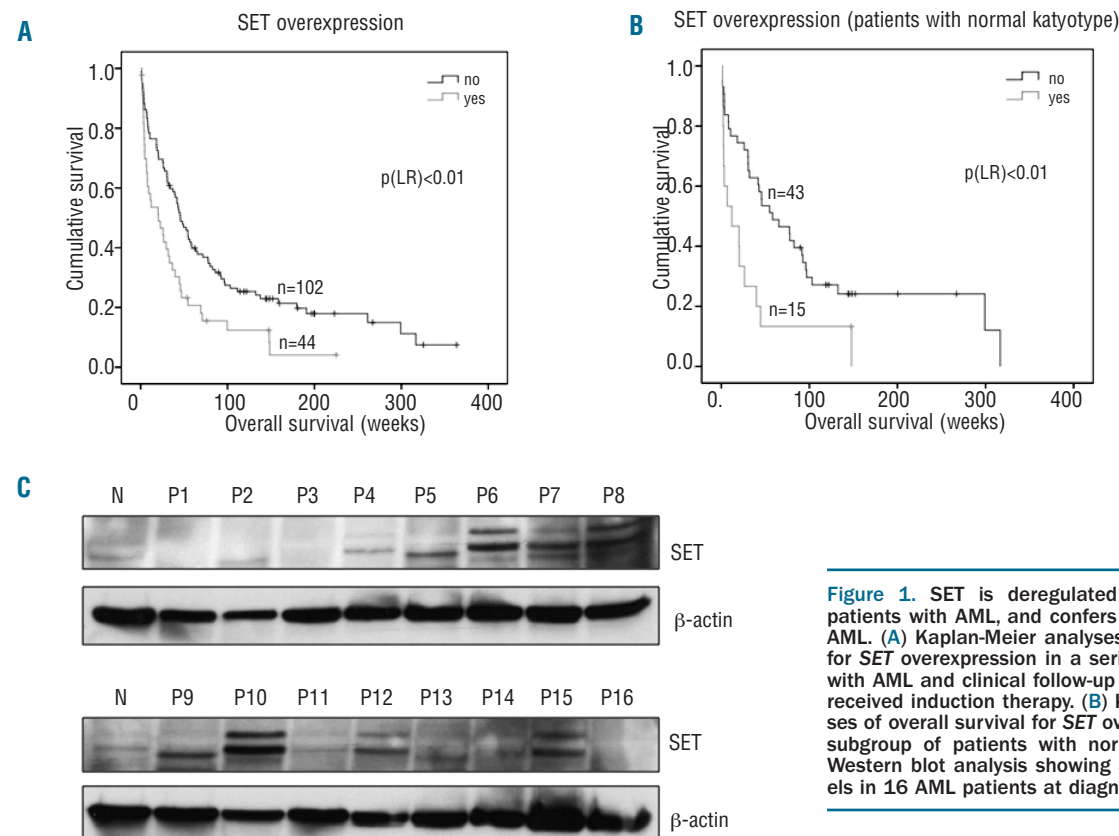 A
SET overexpression
Cumulative survival
1.0
0.8
0.6
0.4
0.2
0.0
no
yes
p(LR)<0.01
n=102
n=44
0 100 200 300 400
Overall survival (weeks)
B
SET overexpression (patients with normal katyotype)
Cumulative survival
1.0
0.8
0.6
0.4
0.2
0.0
no
yes
p(LR)<0.01
n=43
n=15
0. 100 200 300 400
Overall survival (weeks)
C
N P1 P2 P3 P4 P5 P6 P7 P8
SET
β-actin
N P9 P10 P11 P12 P13 P14 P15 P16
SET
β-actin
Figure 1. SET is deregulated
patients with AML, and confers
AML. (A) Kaplan-Meier analyses
for SET overexpression in a seri
with AML and clinical follow-up
received induction therapy. (B)
ses of overall survival for SET ov
subgroup of patients with nor
Western blot analysis showing
els in 16 AML patients at diagn